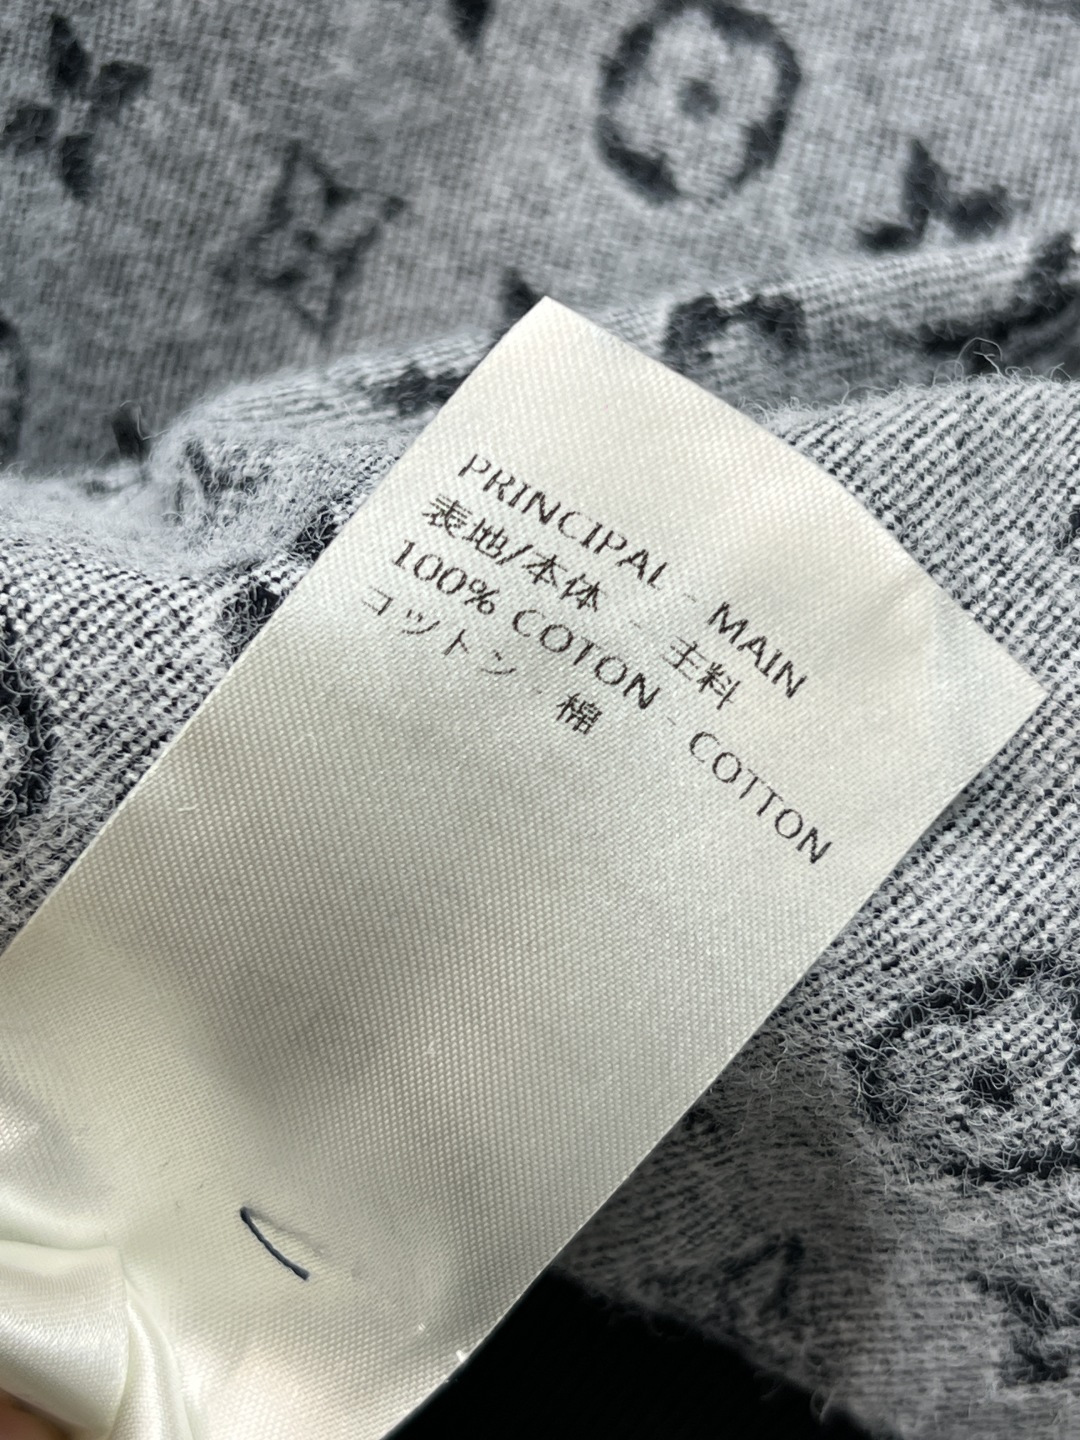 PRINCIPAL - MAIN
表地/本体 - 主料
100% COTON - COTTON
コットン - 棉